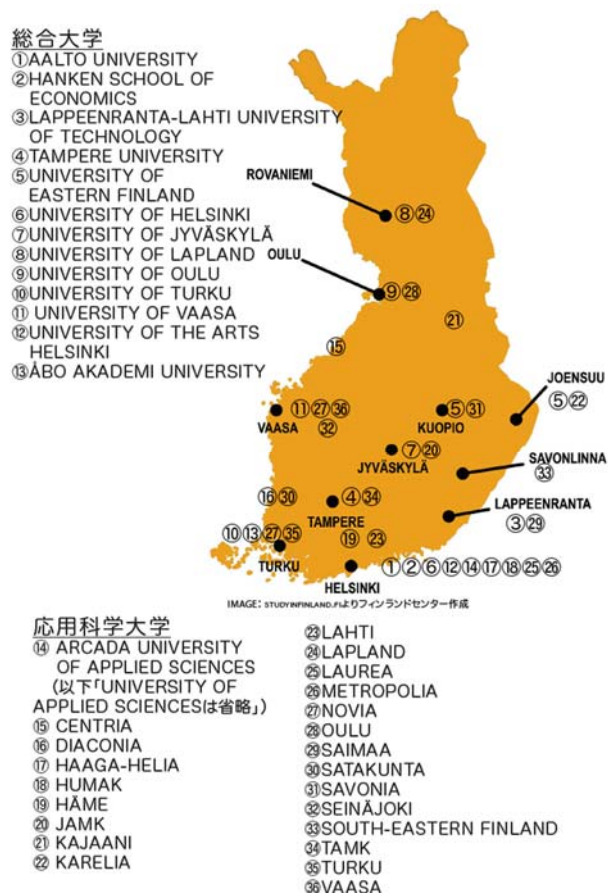 総合大学
①AALTO UNIVERSITY
②HANKEN SCHOOL OF
ECONOMICS
③LAPPEENRANTA-LAHTI UNIVERSITY
OF TECHNOLOGY
④TAMPERE UNIVERSITY
⑤UNIVERSITY OF
EASTERN FINLAND
⑥UNIVERSITY OF HELSINKI
⑦UNIVERSITY OF JYVÄSKYLÄ
⑧UNIVERSITY OF LAPLAND
⑨UNIVERSITY OF OULU
⑩UNIVERSITY OF TURKU
⑪ UNIVERSITY OF VAASA
⑫UNIVERSITY OF THE ARTS
HELSINKI
⑬ÅBO AKADEMI UNIVERSITY
ROVANIEMI
⑧㉔
OULU
⑨㉘
㉑
⑮
JOENSUU
⑤㉒
⑪㉗㊱
VAASA
㉜
⑤㉛
KUOPIO
⑦⑳
JYVÄSKYLÄ
SAVONLINNA
㉝
⑯㉚
④㉞
TAMPERE
LAPPEENRANTA
③㉙
⑩⑬㉗㉟
TURKU
⑲ ㉓
HELSINKI
①②⑥⑫⑭⑰⑱㉕㉖
IMAGE: STUDYINFINLAND.FIよりフィンランドセンター作成
応用科学大学
⑭ ARCADA UNIVERSITY
OF APPLIED SCIENCES
(以下「UNIVERSITY OF
APPLIED SCIENCESは省略」)
⑮ CENTRIA
⑯ DIACONIA
⑰ HAAGA-HELIA
⑱ HUMAK
⑲ HÄME
⑳ JAMK
㉑ KAJAANI
㉒ KARELIA
㉓LAHTI
㉔LAPLAND
㉕LAUREA
㉖METROPOLIA
㉗NOVIA
㉘OULU
㉙SAIMAA
㉚SATAKUNTA
㉛SAVONIA
㉜SEINÄJOKI
㉝SOUTH-EASTERN FINLAND
㉞TAMK
㉟TURKU
㊱VAASA